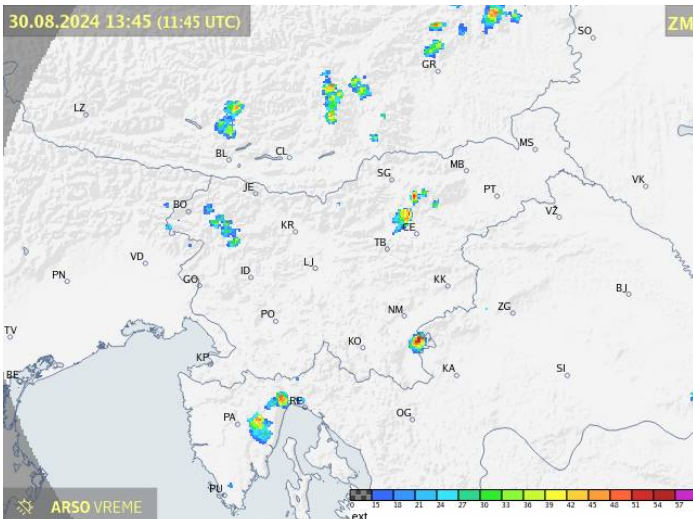 30.08.2024 13:45 (11:45 UTC)
ZM
SO
GR
LZ
BL
CL
MS
MB
SG
VK
JE
PT
BO
VŽ
KR
CE
TB
VD
LJ
ID
PN
GO
KK
BJ
NM
ZG
PO
TV
KO
KP
BE
KA
SI
RE
PA
OG
PU
ARSO VREME
0 15 18 21 24 27 30 33 36 39 42 45 48 51 54 57
ext